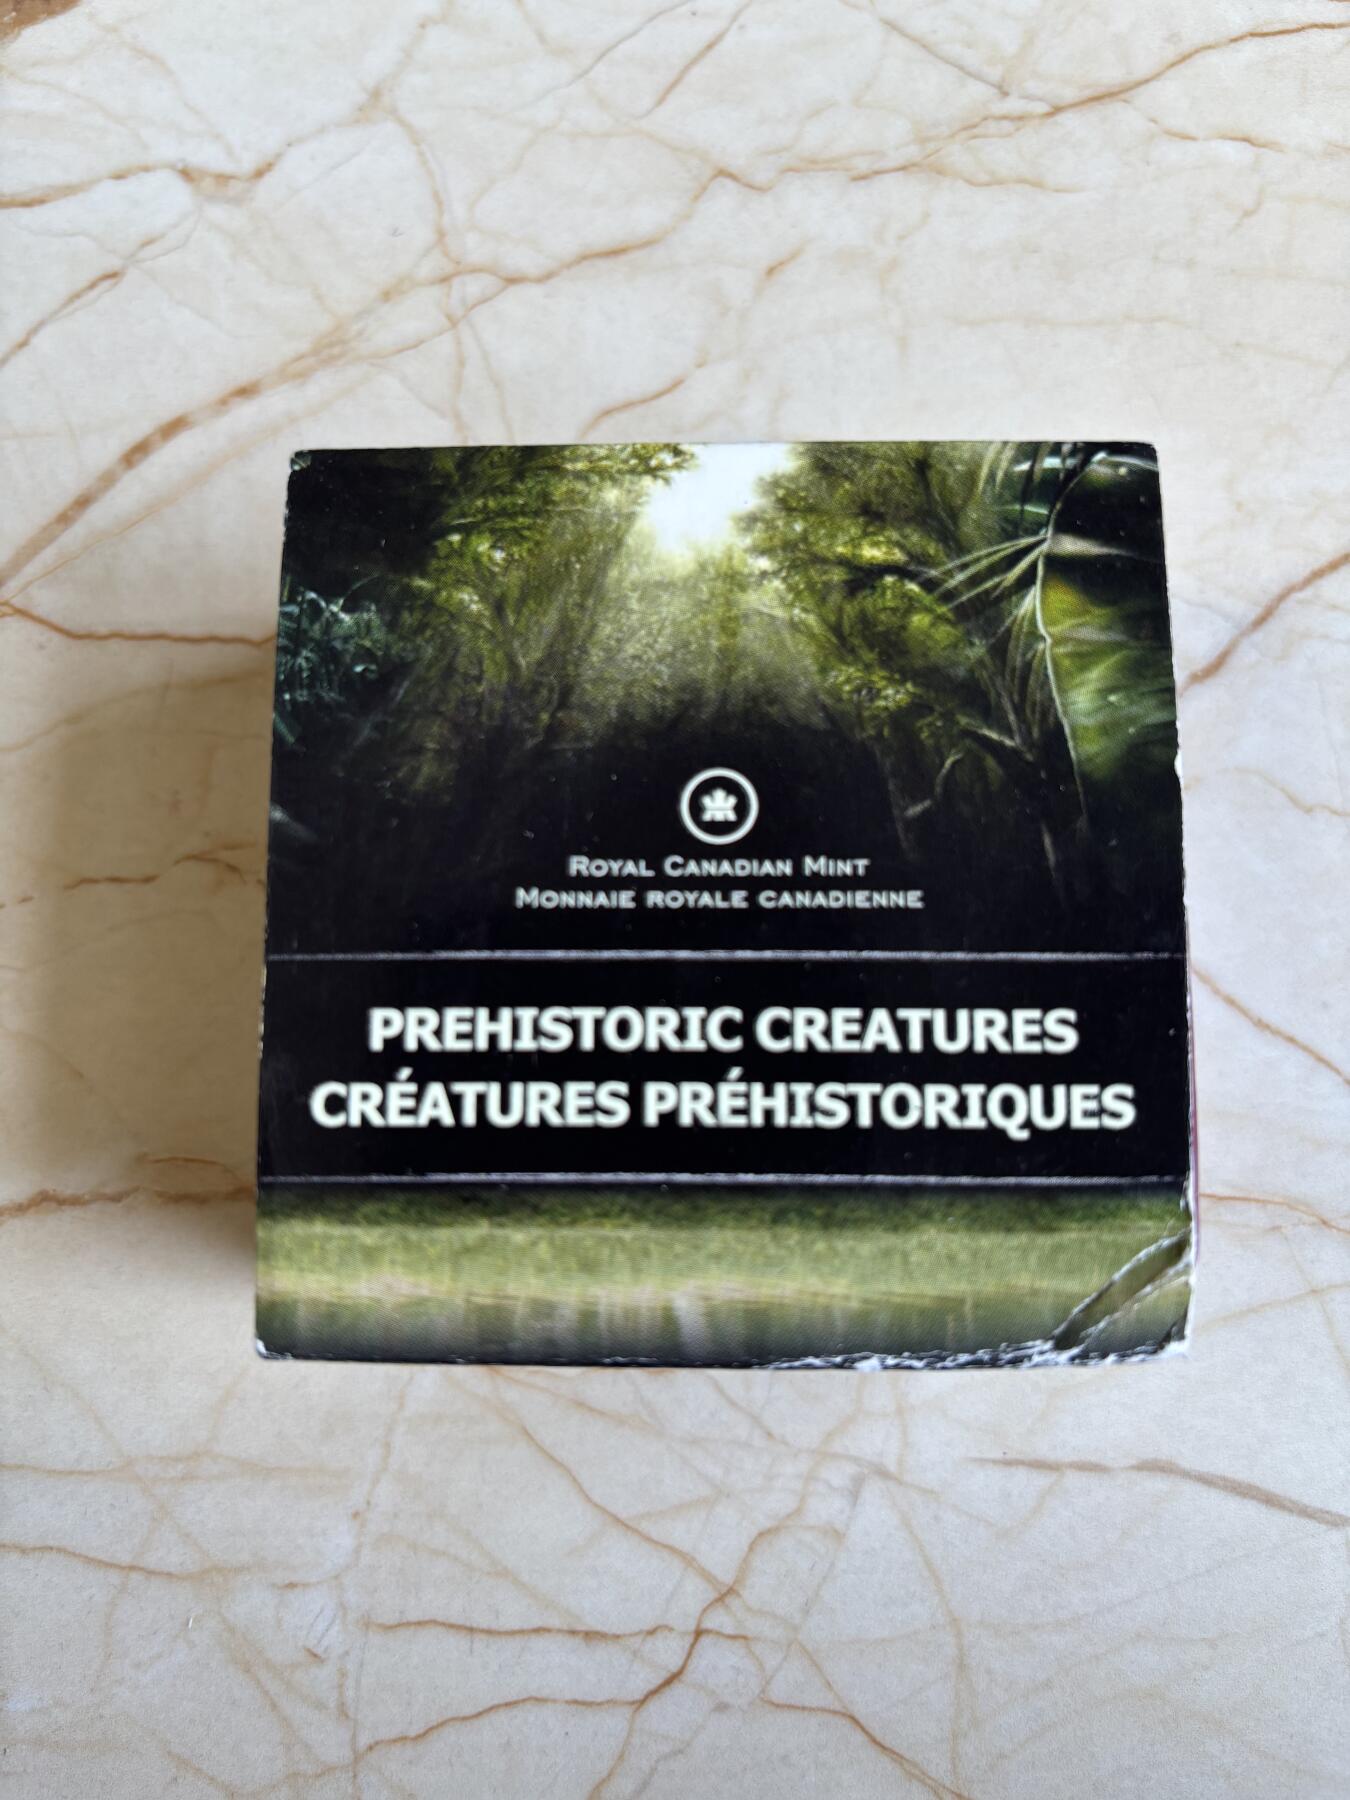 ROYAL CANADIAN MINT
MONNAIE ROYALE CANADIENNE
PREHISTORIC CREATURES
CRÉATURES PRÉHISTORIQUES